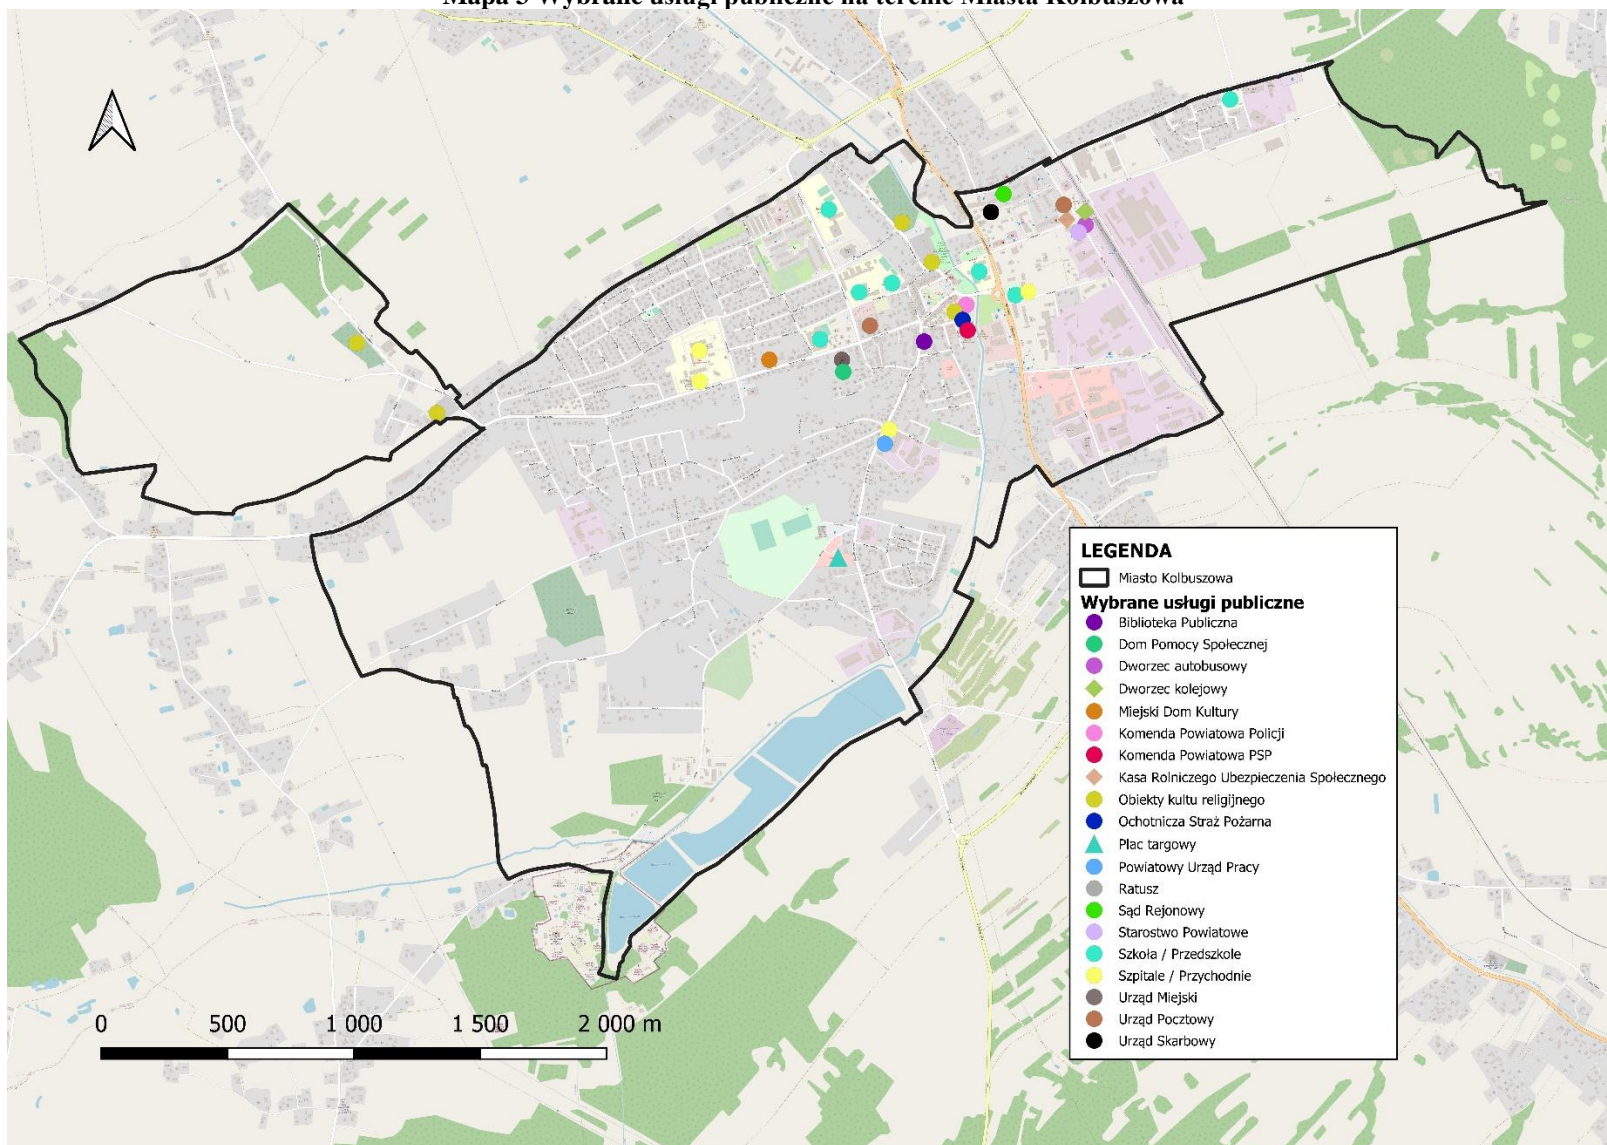 Mapa 3 Wybrane usługi publiczne na terenie Miasta Kolbuszowa
LEGENDA
Miasto Kolbuszowa
Wybrane usługi publiczne
Biblioteka Publiczna
Dom Pomocy Społecznej
Dworzec autobusowy
Dworzec kolejowy
Miejski Dom Kultury
Komenda Powiatowa Policji
Komenda Powiatowa PSP
Kasa Rolniczego Ubezpieczenia Społecznego
Obiekty kultu religijnego
Ochotnicza Straż Pożarna
Plac targowy
Powiatowy Urząd Pracy
Ratusz
Sąd Rejonowy
Starostwo Powiatowe
Szkoła / Przedszkole
Szpitale / Przychodnie
Urząd Miejski
Urząd Pocztowy
Urząd Skarbowy
0 500 1 000 1 500 2 000 m